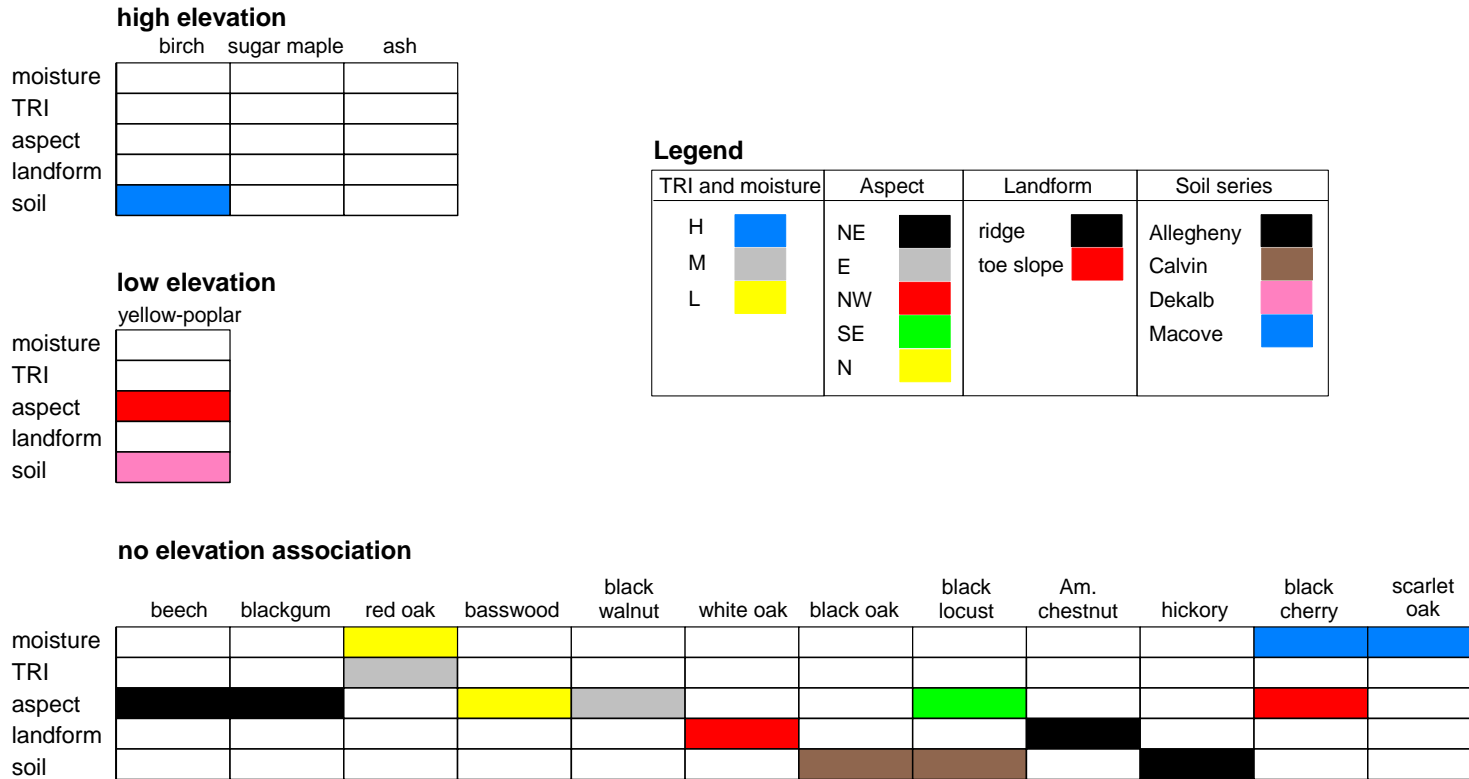 high elevation
birch sugar maple ash
moisture
TRI
aspect
landform
soil
Legend
TRI and moisture Aspect Landform Soil series
H NE ridge Allegheny
M E toe slope Calvin
L NW Dekalb
SE Macove
N
low elevation
yellow-poplar
moisture
TRI
aspect
landform
soil
no elevation association
beech blackgum red oak basswood black walnut white oak black oak black locust Am. chestnut hickory black cherry scarlet oak
moisture
TRI
aspect
landform
soil